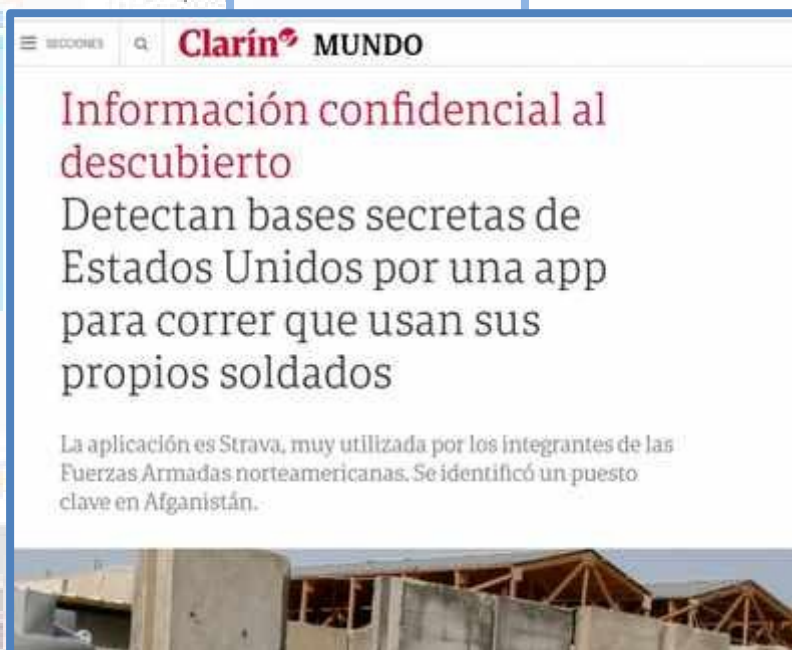 SECCIONES
Clarín MUNDO
Información confidencial al
descubierto
Detectan bases secretas de
Estados Unidos por una app
para correr que usan sus
propios soldados
La aplicación es Strava, muy utilizada por los integrantes de las
Fuerzas Armadas norteamericanas. Se identificó un puesto
clave en Afganistán.